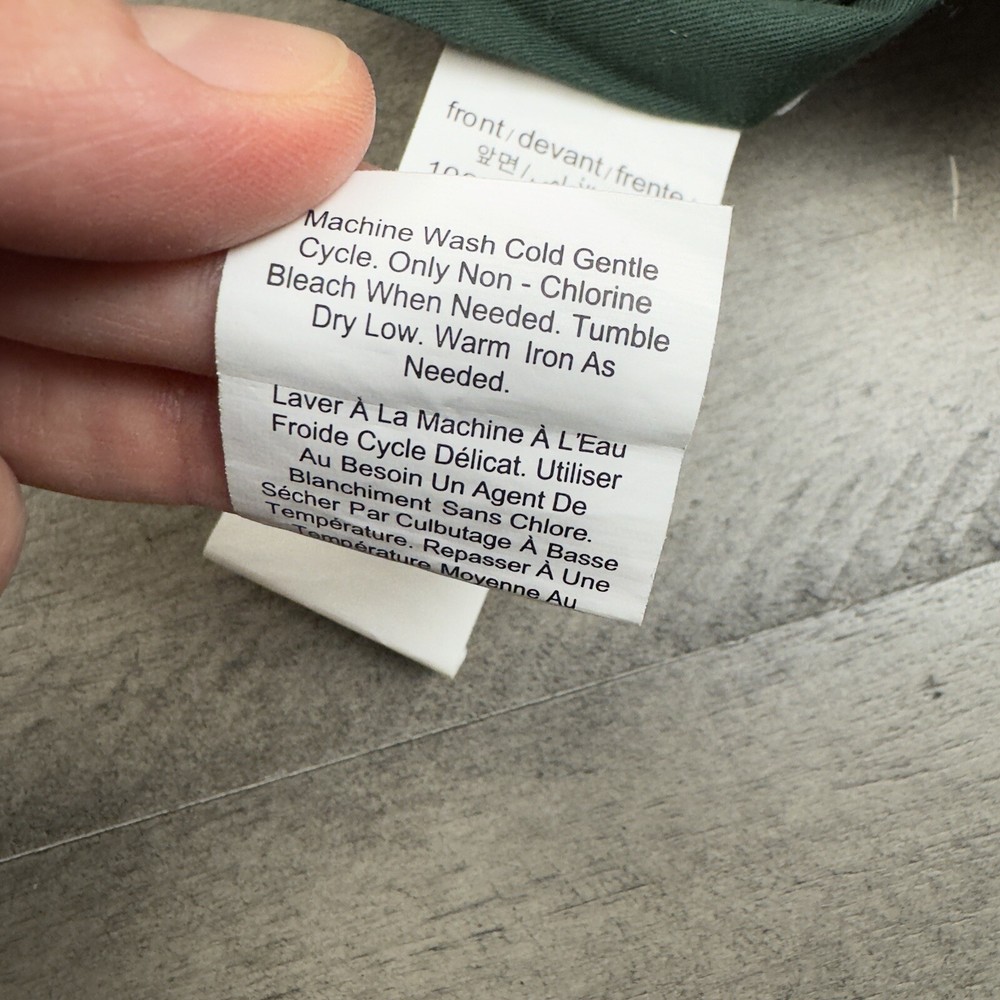 front/devant/frente
앞면/
Machine Wash Cold Gentle
Cycle. Only Non - Chlorine
Bleach When Needed. Tumble
Dry Low. Warm Iron As
Needed.
Laver À La Machine À L'Eau
Froide Cycle Délicat. Utiliser
Au Besoin Un Agent De
Blanchiment Sans Chlore.
Sécher Par Culbutage À Basse
Température. Repasser À Une
Température Moyenne Au